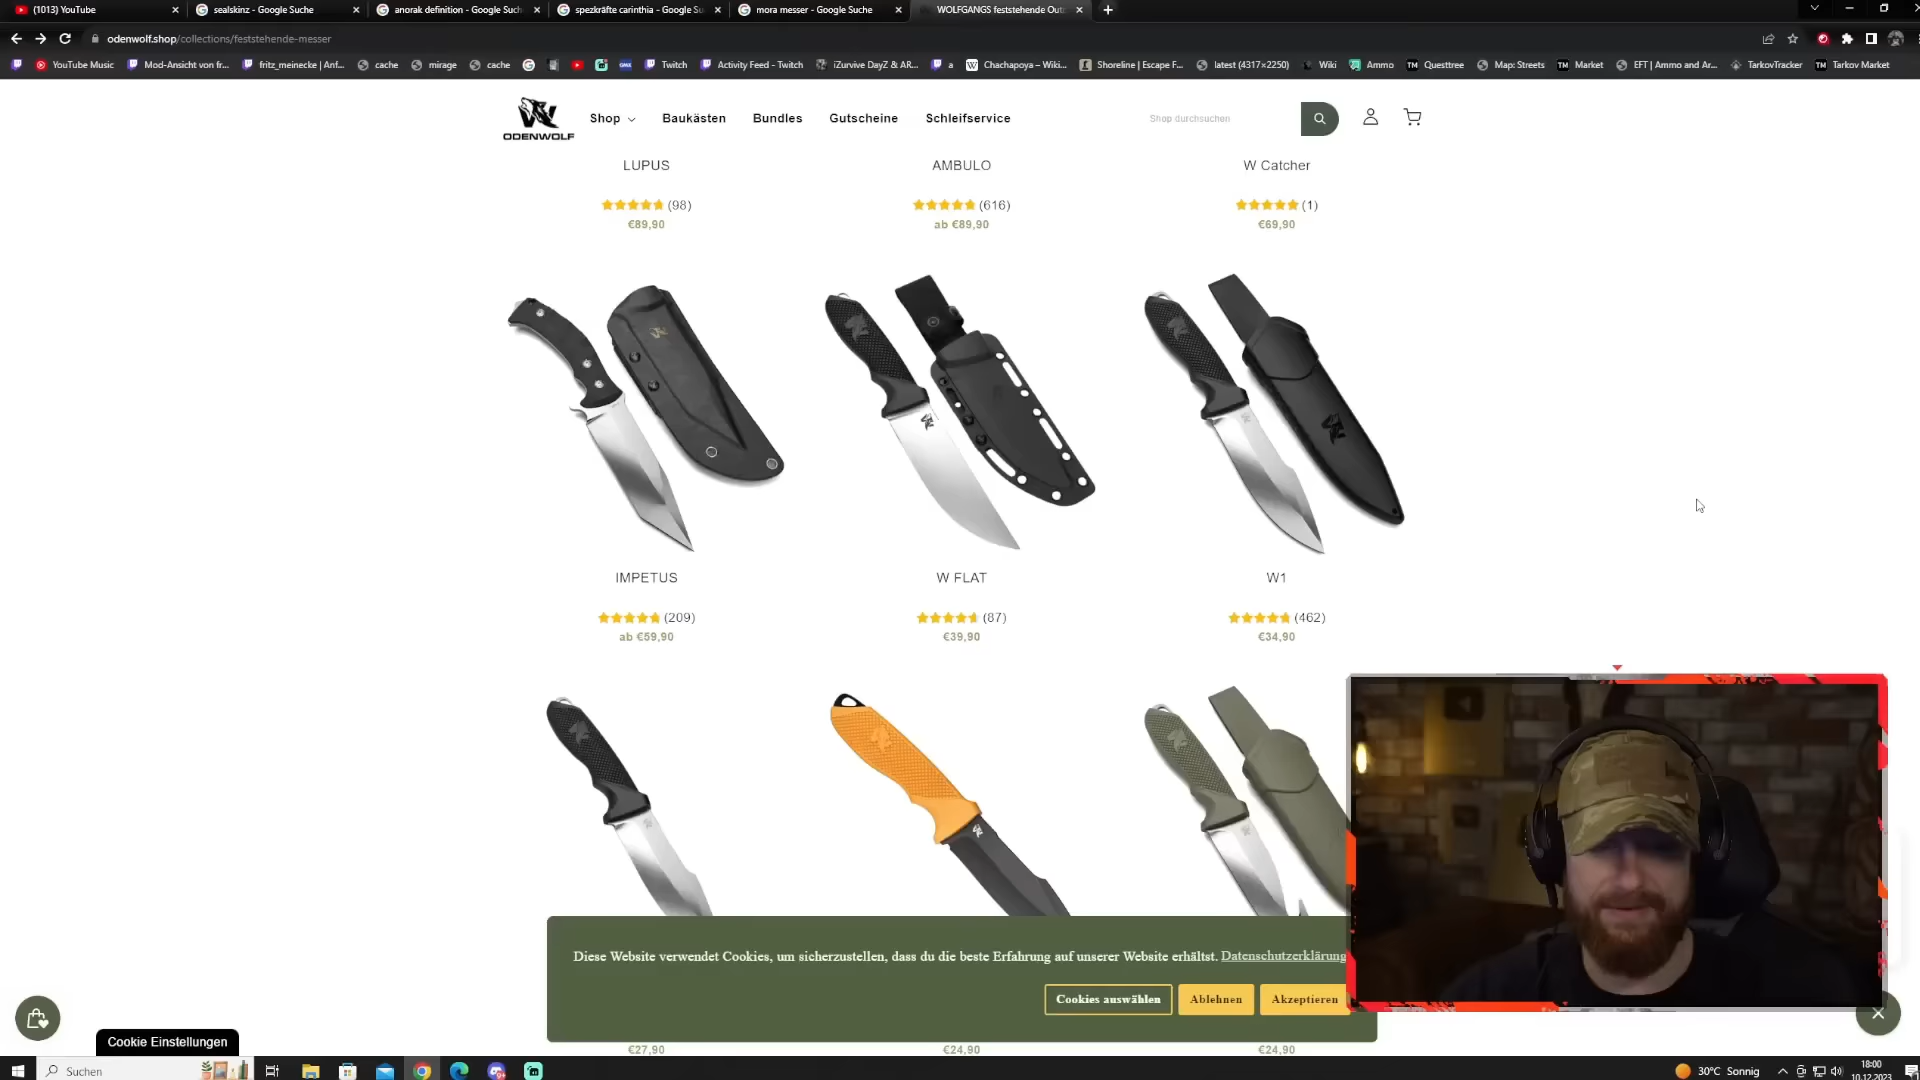 (1013) YouTube
sealskinz - Google Suche
anorak definition - Google Such
spezkräfte carinthia - Google Su
mora messer - Google Suche
WOLFGANGS feststehende Out
odenwolf.shop/collections/feststehende-messer
YouTube Music
Mod-Ansicht von fr...
fritz_meinecke | Anf...
cache
mirage
cache
Twitch
Activity Feed - Twitch
iZurvive DayZ & AR...
a
Chachapoya – Wiki...
Shoreline | Escape F...
latest (4317×2250)
Wiki
Ammo
Questtree
Map: Streets
Market
EFT | Ammo and Ar...
TarkovTracker
Tarkov Market
ODENWOLF
Shop
Baukästen
Bundles
Gutscheine
Schleifservice
Shop durchsuchen
LUPUS
AMBULO
W Catcher
(98)
(616)
(1)
€89,90
ab €89,90
€69,90
IMPETUS
W FLAT
W1
(209)
(87)
(462)
ab €59,90
€39,90
€34,90
Diese Website verwendet Cookies, um sicherzustellen, dass du die beste Erfahrung auf unserer Website erhältst. Datenschutzerklärung
Cookies auswählen
Ablehnen
Akzeptieren
Cookie Einstellungen
€27,90
€24,90
€24,90
Suchen
30°C Sonnig
18:00
10.12.2023